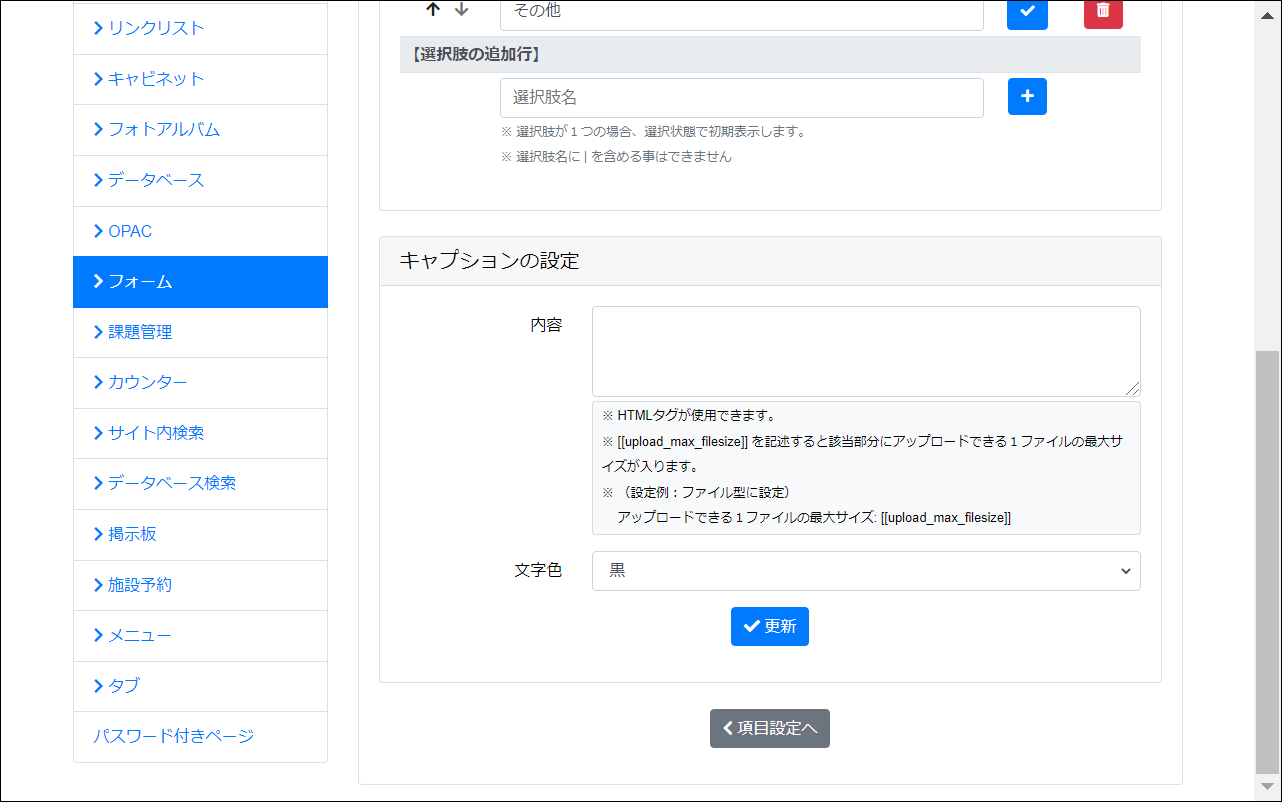 リンクリスト
キャビネット
フォトアルバム
データベース
OPAC
フォーム
課題管理
カウンター
サイト内検索
データベース検索
掲示板
施設予約
メニュー
タブ
パスワード付きページ
その他
【選択肢の追加行】
選択肢名
※ 選択肢が１つの場合、選択状態で初期表示します。
※ 選択肢名に | を含める事はできません
キャプションの設定
内容
※ HTMLタグが使用できます。
※ [[upload_max_filesize]] を記述すると該当部分にアップロードできる１ファイルの最大サ
イズが入ります。
※ （設定例：ファイル型に設定）
アップロードできる１ファイルの最大サイズ: [[upload_max_filesize]]
文字色
黒
更新
項目設定へ